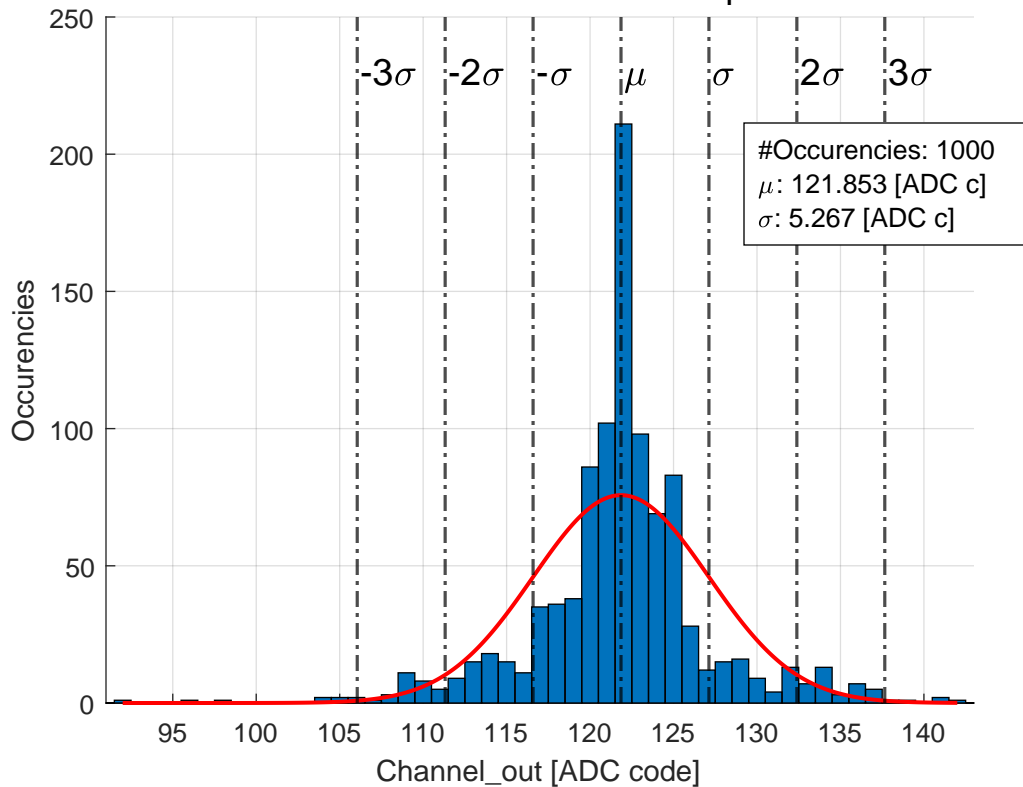 250
200
150
100
50
0
-3σ -2σ -σ μ σ 2σ 3σ
#Occurencies: 1000
μ: 121.853 [ADC c]
σ: 5.267 [ADC c]
Occurencies
95 100 105 110 115 120 125 130 135 140
Channel_out [ADC code]